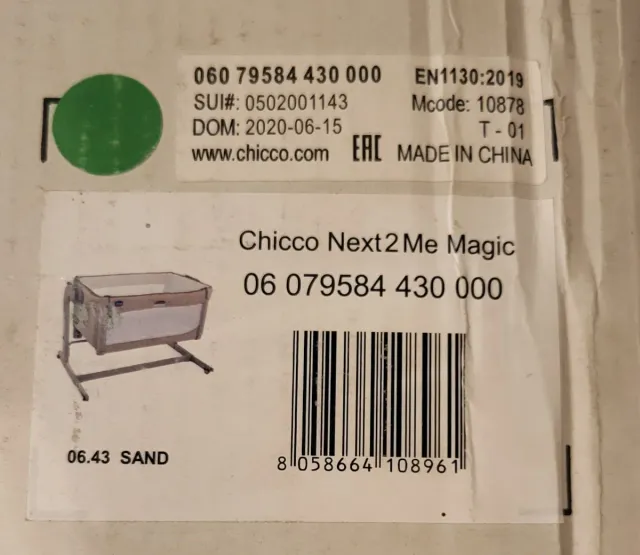 060 79584 430 000
EN1130:2019
SUI#: 0502001143
Mcode: 10878
DOM: 2020-06-15
T - 01
www.chicco.com EAC MADE IN CHINA
Chicco Next2Me Magic
06 079584 430 000
06.43 SAND
8 058664 108961